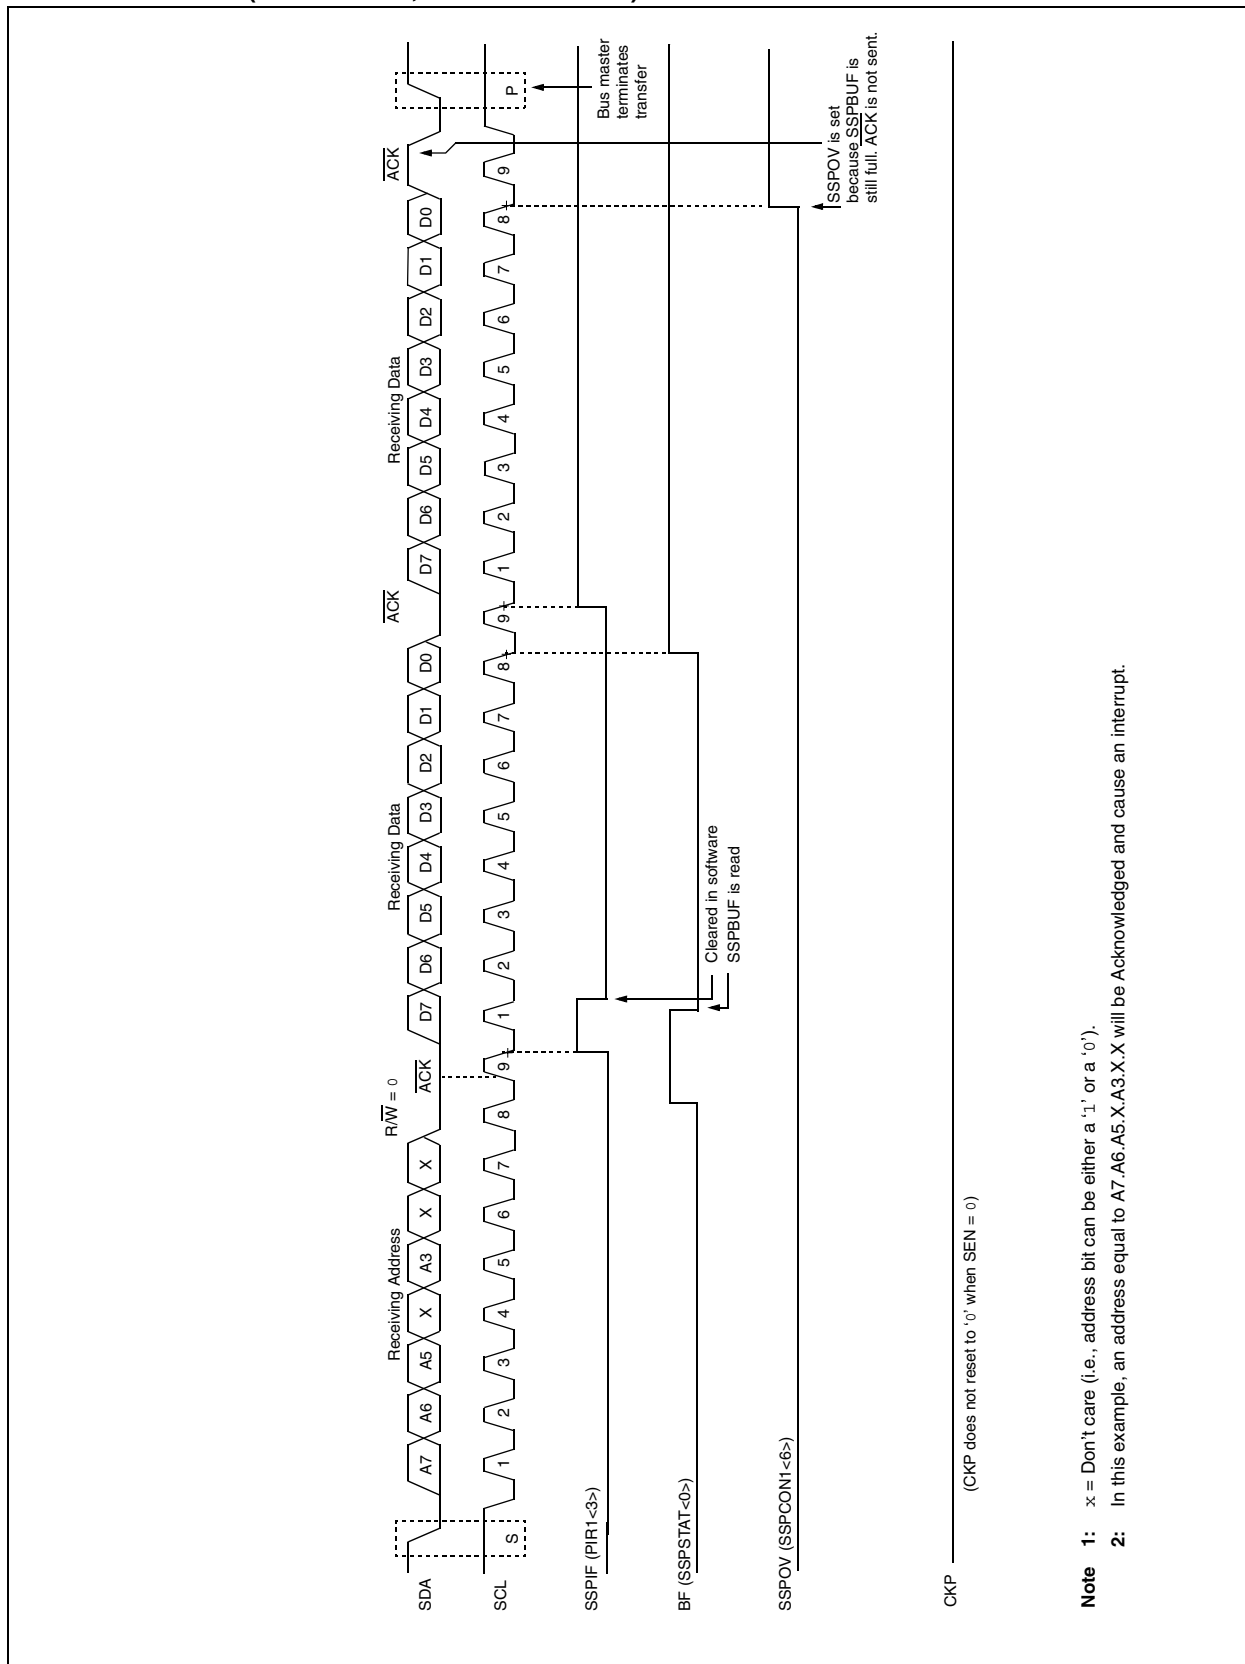 Receiving Address
R/W = 0
Receiving Data
Receiving Data
ACK
ACK
ACK
SDA
A7 A6 A5 X A3 X X D7 D6 D5 D4 D3 D2 D1 D0 D7 D6 D5 D4 D3 D2 D1 D0
SCL
S 1 2 3 4 5 6 7 8 9 1 2 3 4 5 6 7 8 9 1 2 3 4 5 6 7 8 9 P
Bus master
terminates
transfer
SSPIF (PIR1<3>)
Cleared in software
BF (SSPSTAT<0>)
SSPBUF is read
SSPOV (SSPCON1<6>)
SSPOV is set
because SSPBUF is
still full. ACK is not sent.
CKP
(CKP does not reset to ‘0’ when SEN = 0)
Note 1: x = Don’t care (i.e., address bit can be either a ‘1’ or a ‘0’).
2: In this example, an address equal to A7.A6.A5.X.A3.X.X will be Acknowledged and cause an interrupt.